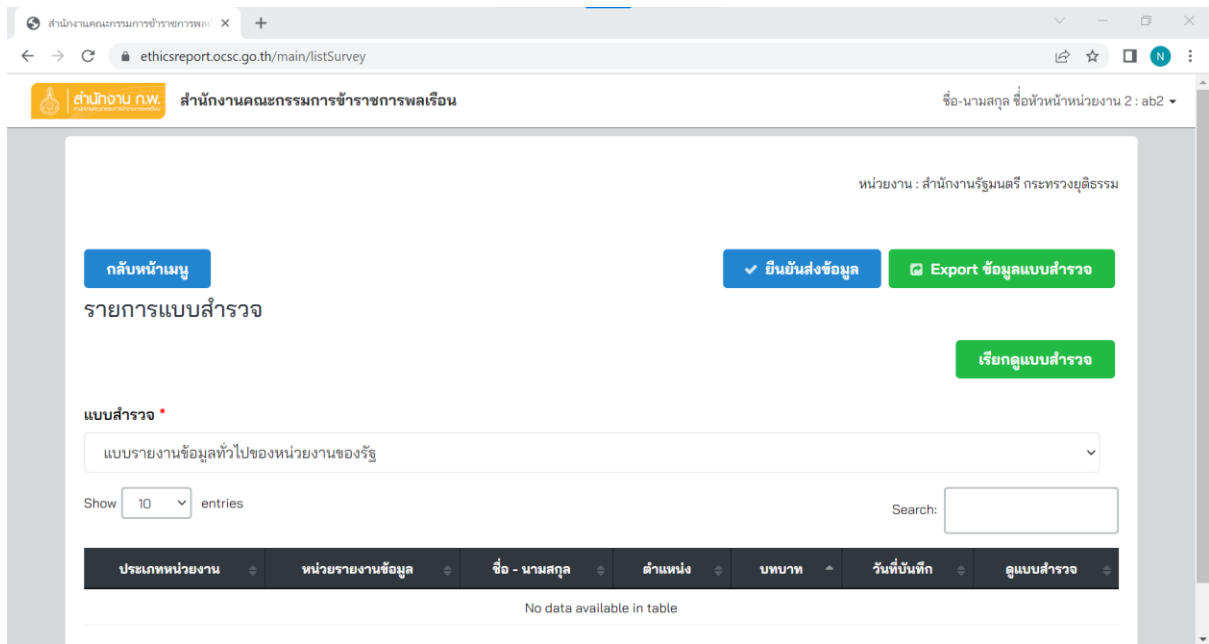 สำนักงานคณะกรรมการข้าราชการพลเ
ethicsreport.ocsc.go.th/main/listSurvey
N
สำนักงาน ก.พ.
สำนักงานคณะกรรมการข้าราชการพลเรือน
ชื่อ-นามสกุล ชื่อหัวหน้าหน่วยงาน 2 : ab2
หน่วยงาน : สำนักงานรัฐมนตรี กระทรวงยุติธรรม
กลับหน้าเมนู
ยืนยันส่งข้อมูล
Export ข้อมูลแบบสำรวจ
รายการแบบสำรวจ
เรียกดูแบบสำรวจ
แบบสำรวจ *
แบบรายงานข้อมูลทั่วไปของหน่วยงานของรัฐ
Show 10 entries
Search:
ประเภทหน่วยงาน หน่วยรายงานข้อมูล ชื่อ - นามสกุล ตำแหน่ง บทบาท วันที่บันทึก ดูแบบสำรวจ
No data available in table